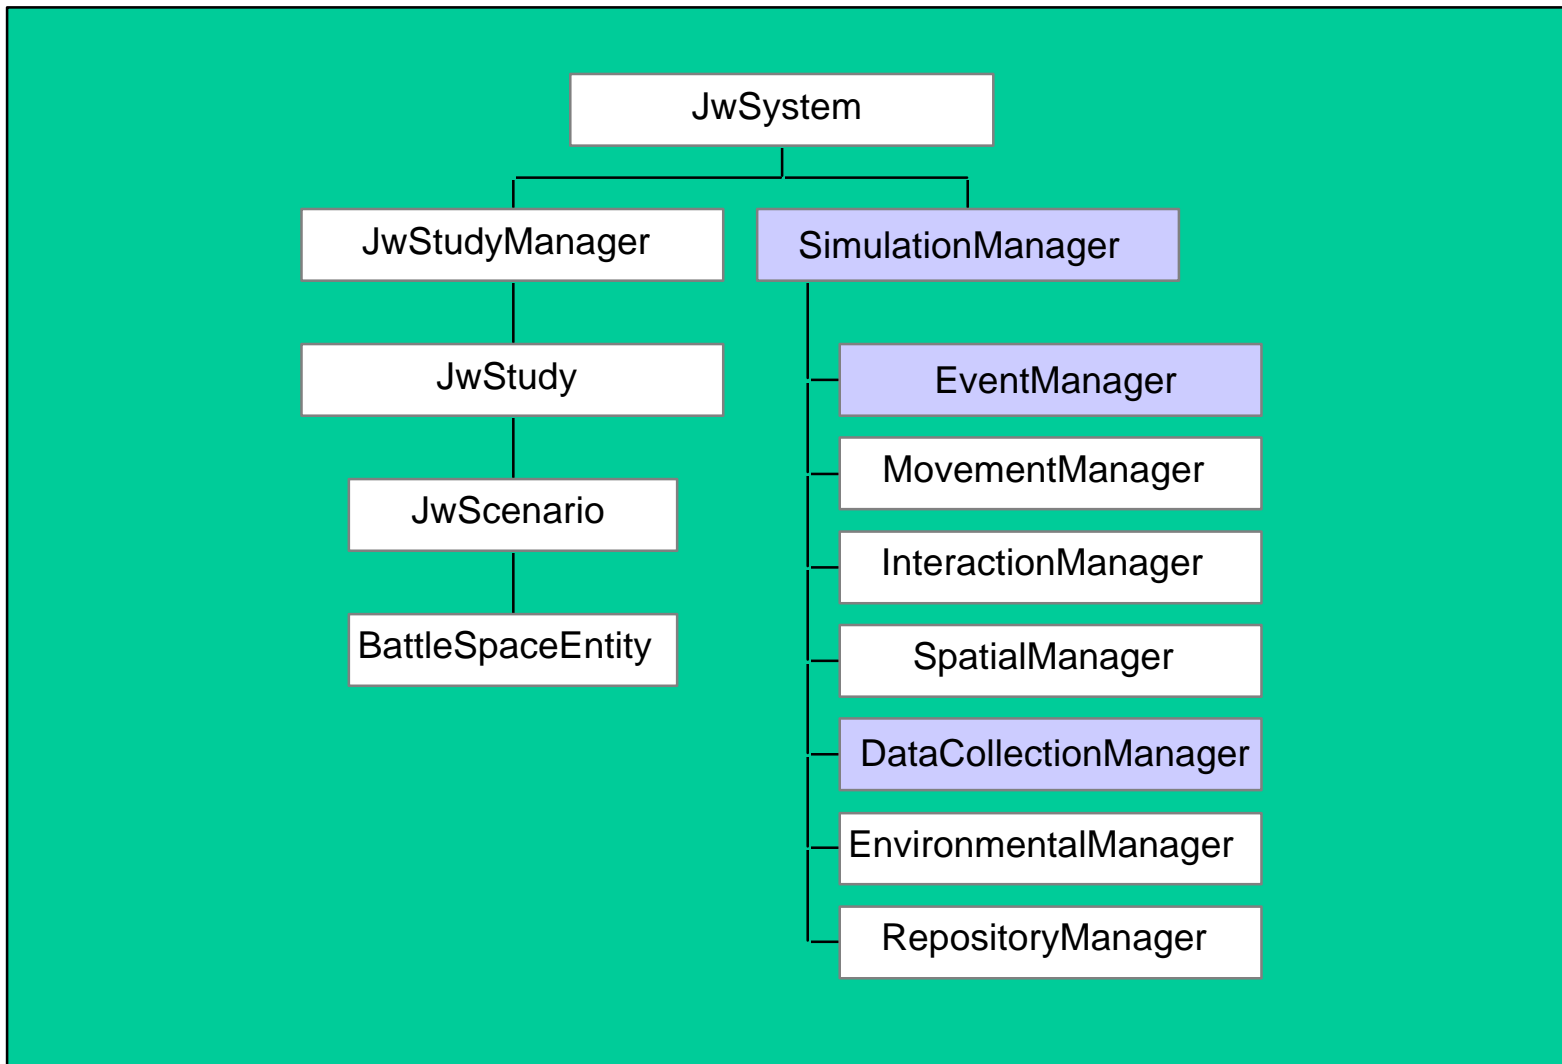 JwSystem
JwStudyManager
SimulationManager
JwStudy
EventManager
MovementManager
JwScenario
InteractionManager
BattleSpaceEntity
SpatialManager
DataCollectionManager
EnvironmentalManager
RepositoryManager